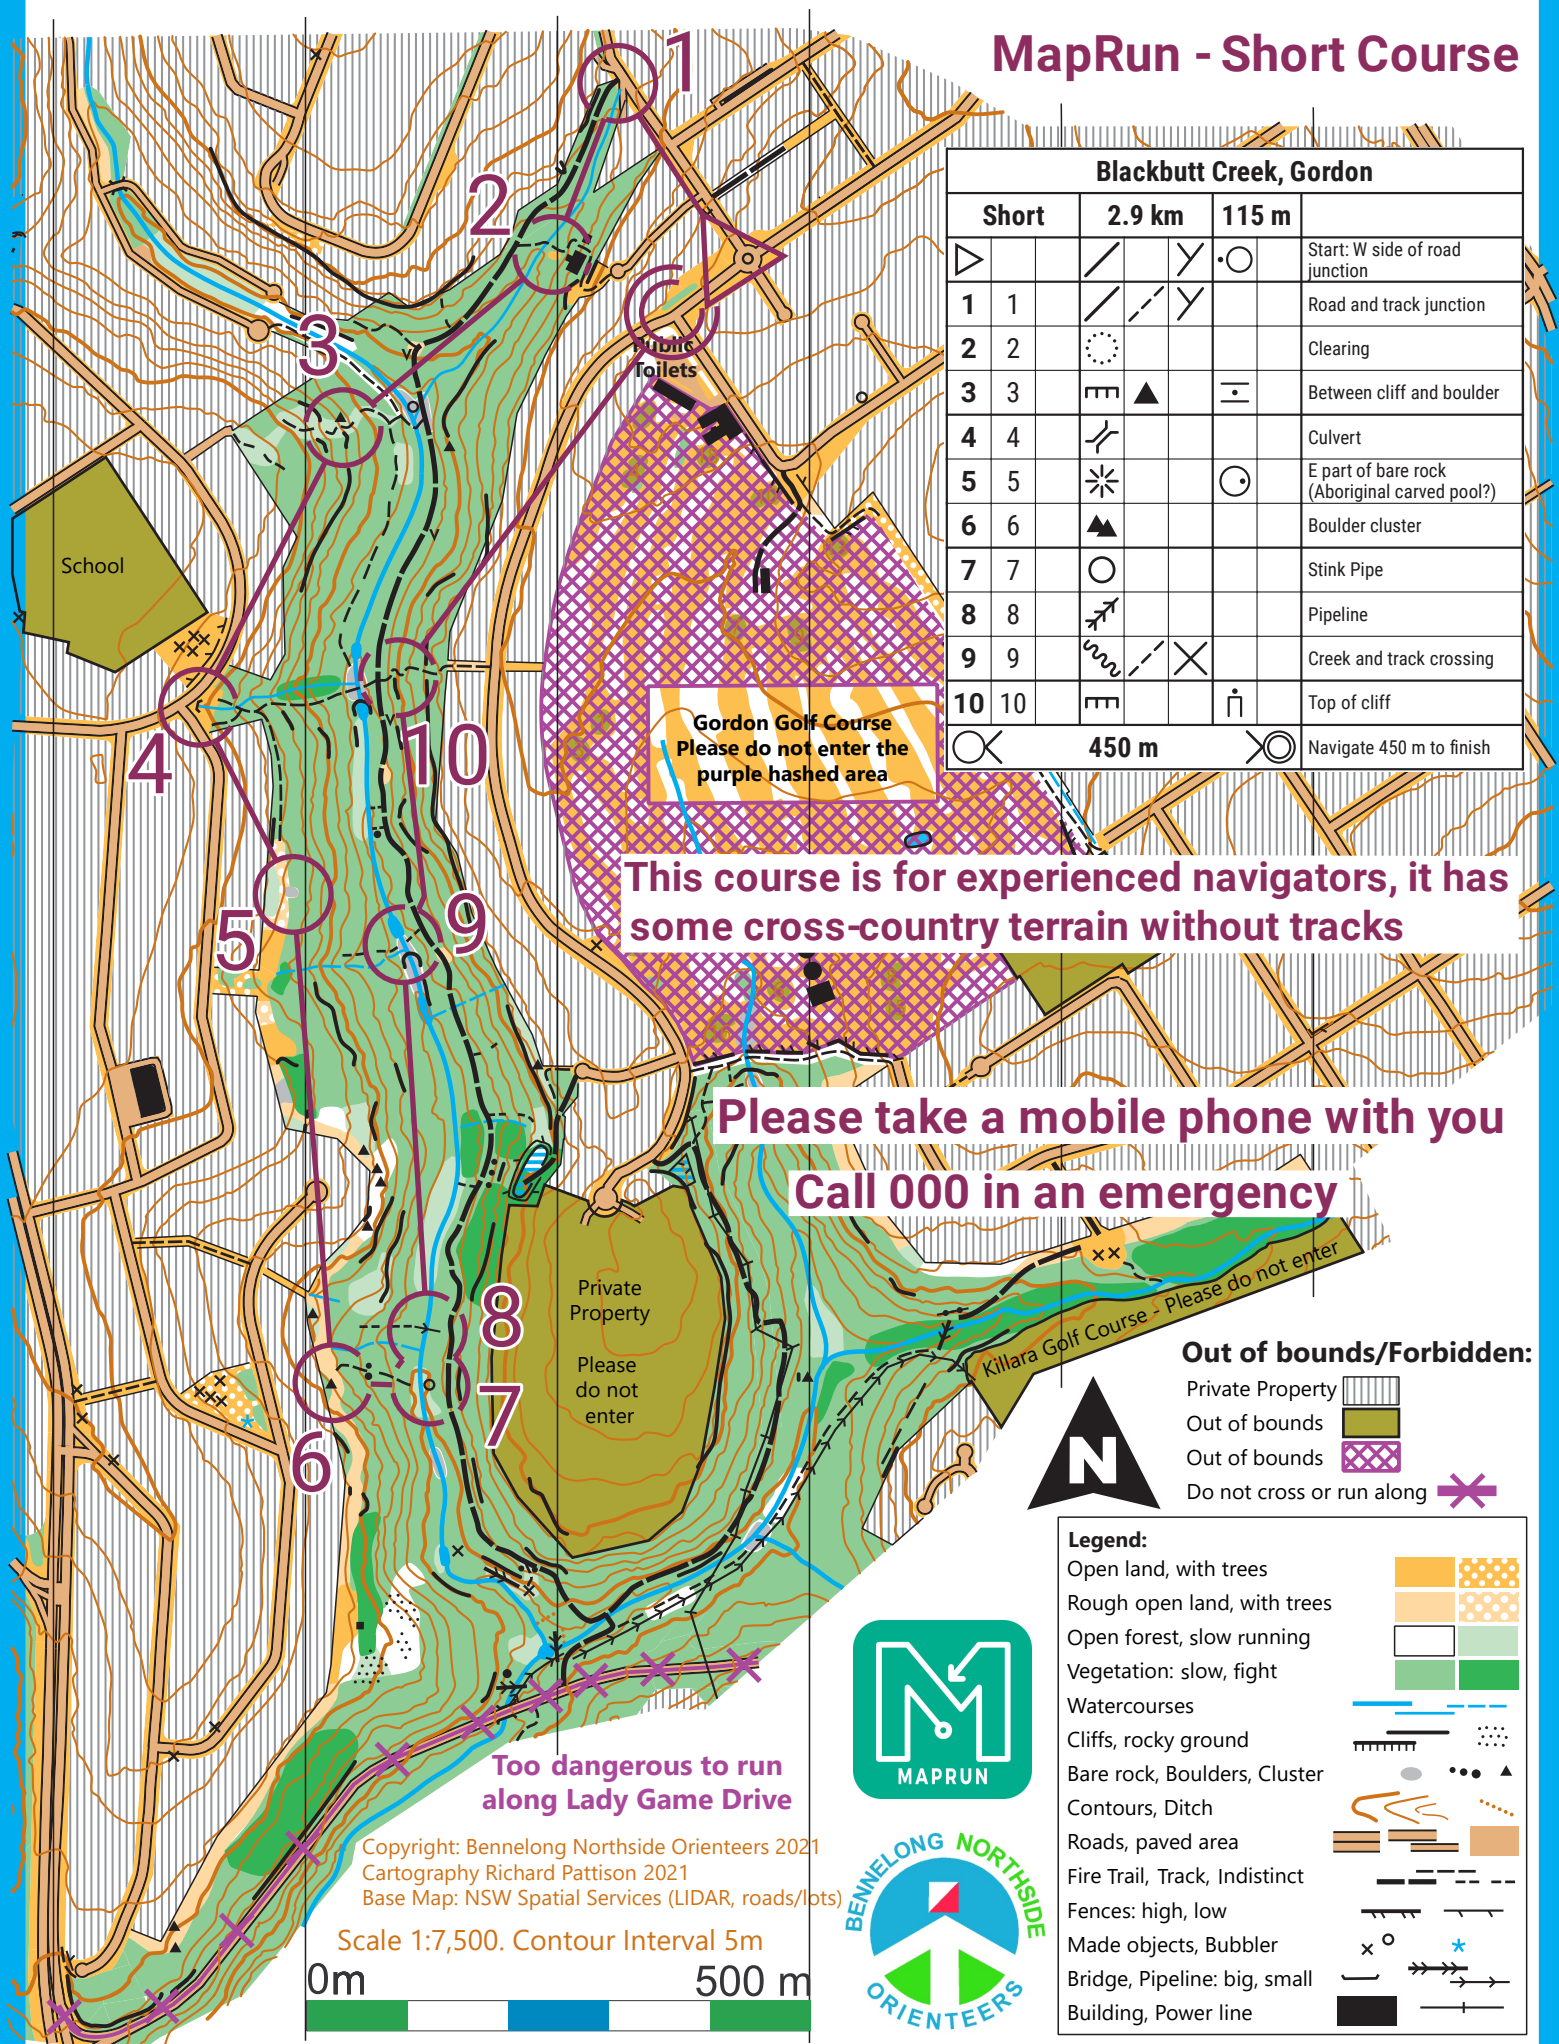 MapRun - Short Course
Blackbutt Creek, Gordon
Short 2.9 km 115 m
Start: W side of road junction
1 1 Road and track junction
2 2 Clearing
3 3 Between cliff and boulder
4 4 Culvert
5 5 E part of bare rock (Aboriginal carved pool?)
6 6 Boulder cluster
7 7 Stink Pipe
8 8 Pipeline
9 9 Creek and track crossing
10 10 Top of cliff
450 m Navigate 450 m to finish
1
2
3
Public
Toilets
School
4
10
Gordon Golf Course
Please do not enter the
purple hashed area
5
9
This course is for experienced navigators, it has
some cross-country terrain without tracks
Please take a mobile phone with you
Call 000 in an emergency
8
7
6
Private
Property
Please
do not
enter
Killara Golf Course - Please do not enter
N
Out of bounds/Forbidden:
Private Property
Out of bounds
Out of bounds
Do not cross or run along
Legend:
Open land, with trees
Rough open land, with trees
Open forest, slow running
Vegetation: slow, fight
Watercourses
Cliffs, rocky ground
Bare rock, Boulders, Cluster
Contours, Ditch
Roads, paved area
Fire Trail, Track, Indistinct
Fences: high, low
Made objects, Bubbler
Bridge, Pipeline: big, small
Building, Power line
MAPRUN
Too dangerous to run
along Lady Game Drive
Copyright: Bennelong Northside Orienteers 2021
Cartography Richard Pattison 2021
Base Map: NSW Spatial Services (LIDAR, roads/lots)
Scale 1:7,500. Contour Interval 5m
0m 500 m
BENNELONG NORTHSIDE
ORIENTEERS